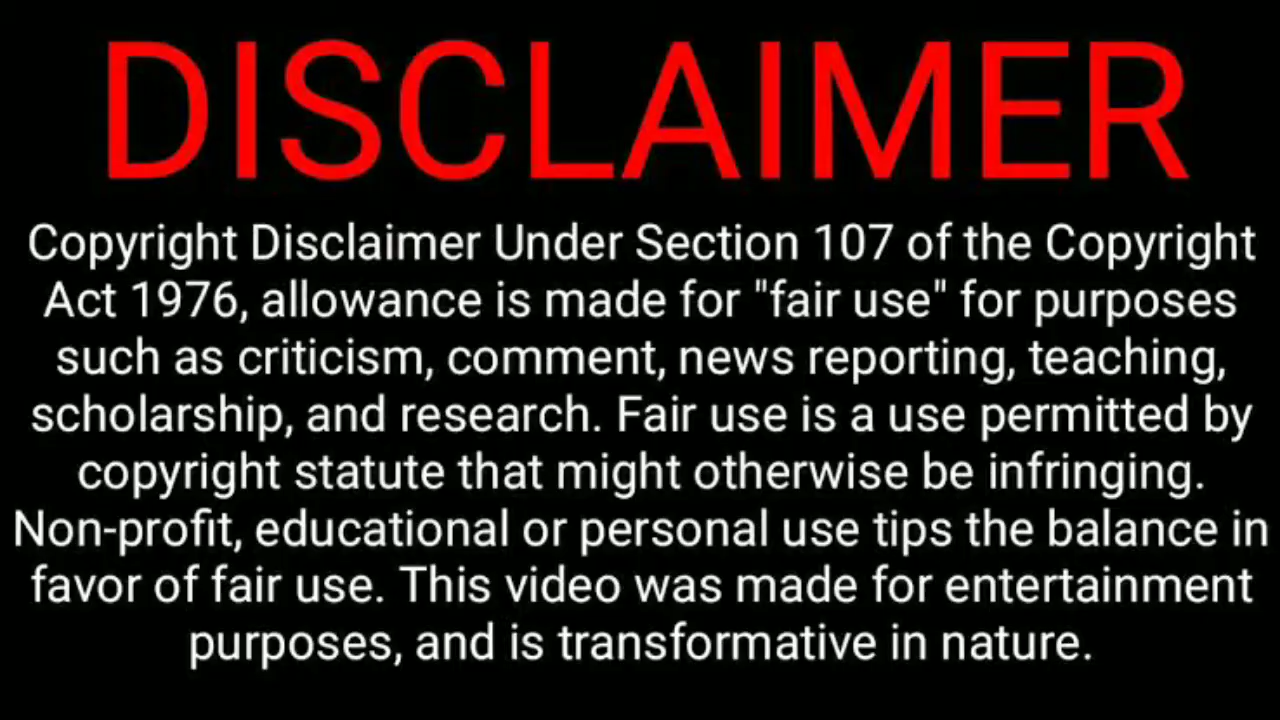 DISCLAIMER
Copyright Disclaimer Under Section 107 of the Copyright
Act 1976, allowance is made for "fair use" for purposes
such as criticism, comment, news reporting, teaching,
scholarship, and research. Fair use is a use permitted by
copyright statute that might otherwise be infringing.
Non-profit, educational or personal use tips the balance in
favor of fair use. This video was made for entertainment
purposes, and is transformative in nature.